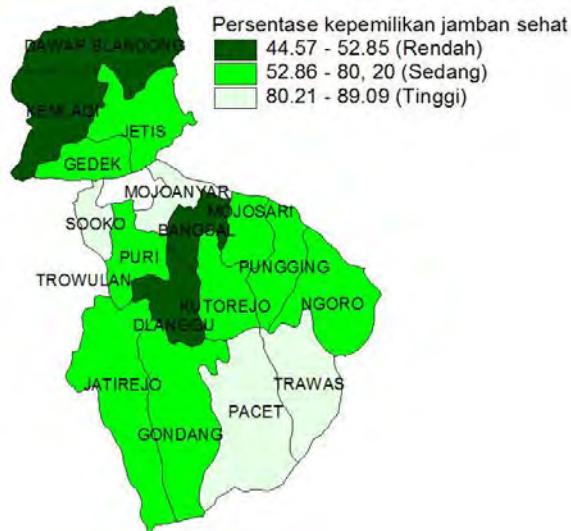 Persentase kepemilikan jamban sehat
44.57 - 52.85 (Rendah)
52.86 - 80, 20 (Sedang)
80.21 - 89.09 (Tinggi)
DAWAR BLANDONG
KEMLAGI
JETIS
GEDEK
MOJOANYAR
SOOKO
MOJOSARI
BANGSAL
PURI
PUNGGING
TROWULAN
KUTOREJO
NGORO
DLANGGU
JATIREJO
TRAWAS
PACET
GONDANG